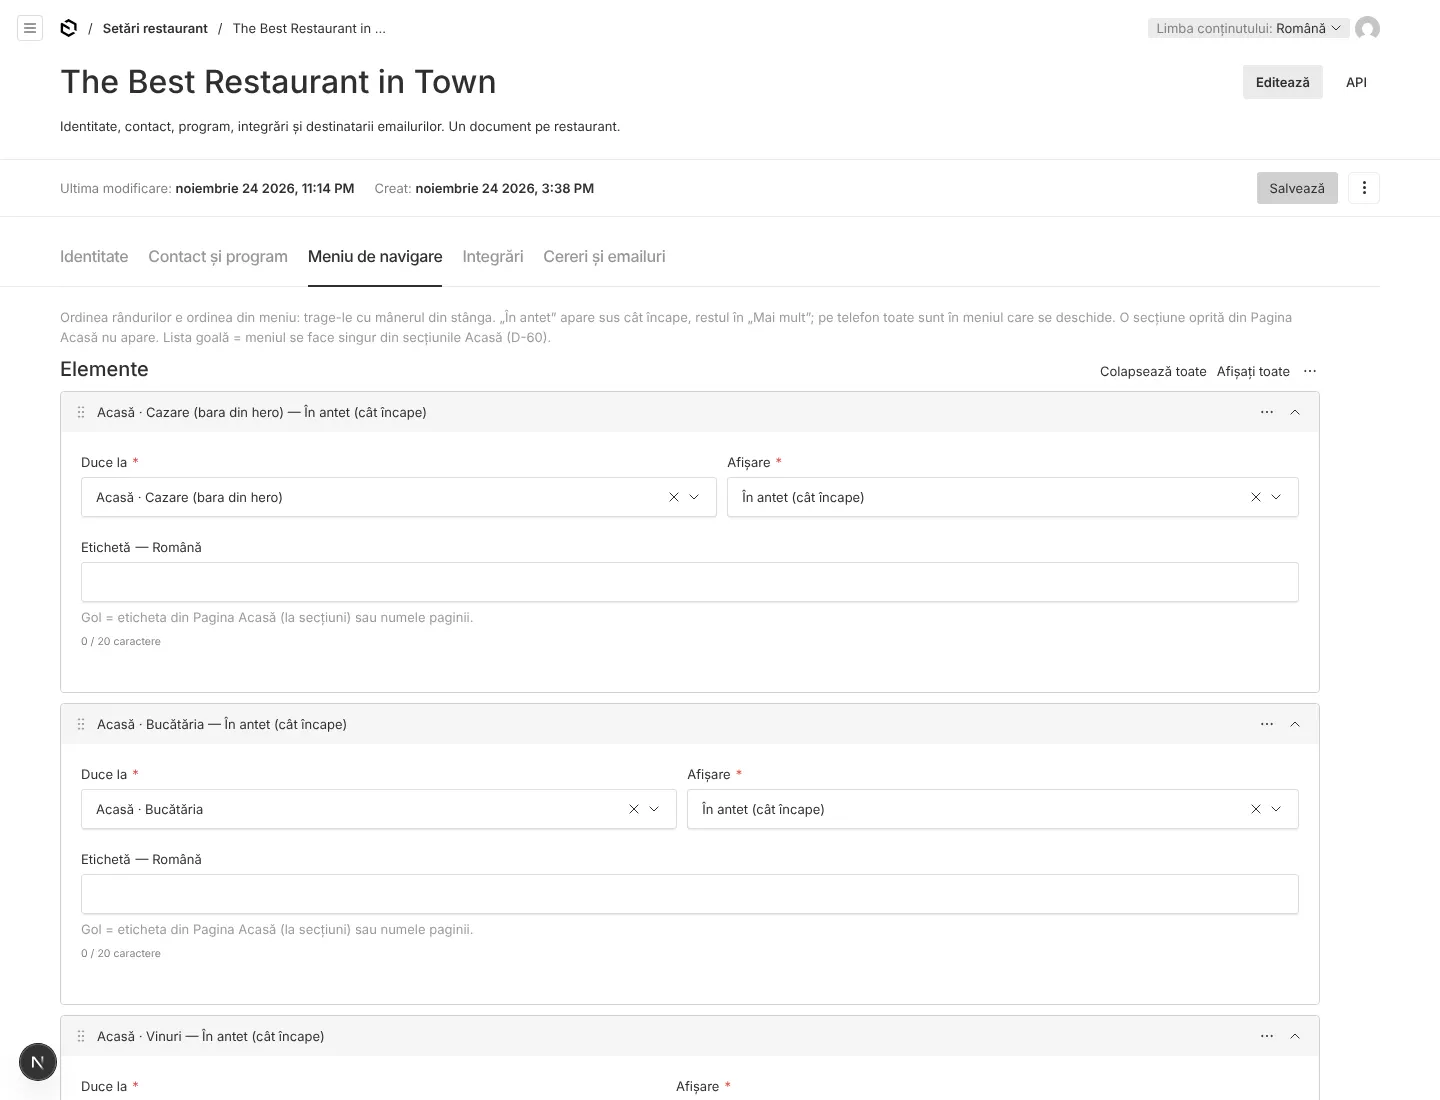 / Setări restaurant / The Best Restaurant in ...
Limba conținutului: Română
The Best Restaurant in Town
Editează
API
Identitate, contact, program, integrări și destinatarii emailurilor. Un document pe restaurant.
Ultima modificare: noiembrie 24 2026, 11:14 PM Creat: noiembrie 24 2026, 3:38 PM
Salvează
Identitate Contact și program Meniu de navigare Integrări Cereri și emailuri
Ordinea rândurilor e ordinea din meniu: trage-le cu mânerul din stânga. „În antet” apare sus cât încape, restul în „Mai mult”; pe telefon toate sunt în meniul care se deschide. O secțiune oprită din Pagina
Acasă nu apare. Lista goală = meniul se face singur din secțiunile Acasă (D-60).
Elemente
Colapsează toate Afișați toate
Acasă · Cazare (bara din hero) — În antet (cât încape)
Duce la *
Afișare *
Acasă · Cazare (bara din hero)
În antet (cât încape)
Etichetă — Română
Gol = eticheta din Pagina Acasă (la secțiuni) sau numele paginii.
0 / 20 caractere
Acasă · Bucătăria — În antet (cât încape)
Duce la *
Afișare *
Acasă · Bucătăria
În antet (cât încape)
Etichetă — Română
Gol = eticheta din Pagina Acasă (la secțiuni) sau numele paginii.
0 / 20 caractere
Acasă · Vinuri — În antet (cât încape)
N
Duce la *
Afișare *